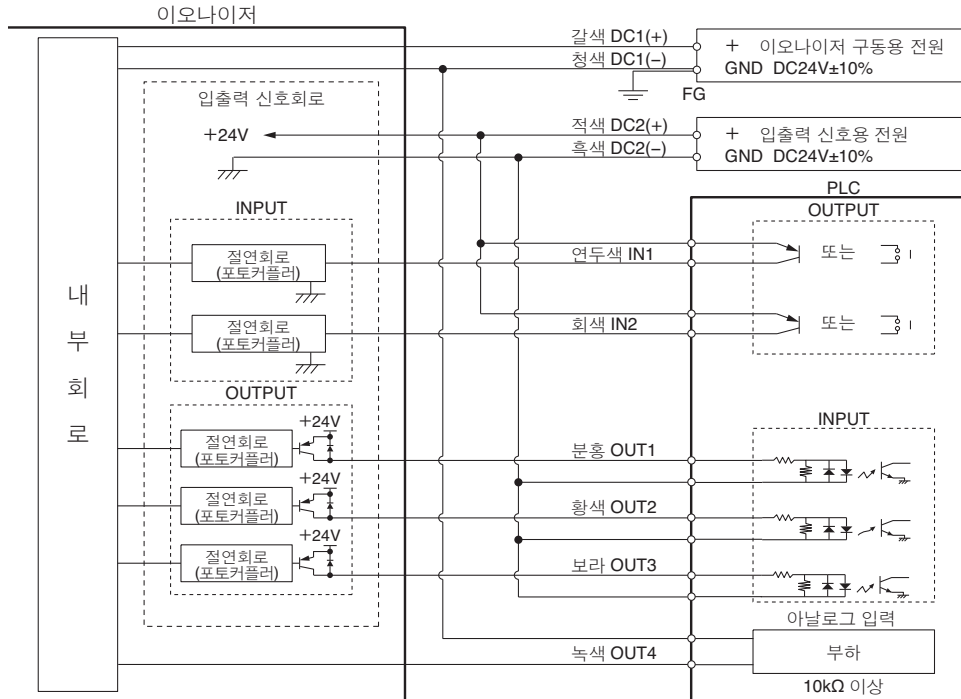 이오나이저
갈색 DC1(+)
청색 DC1(−)
+ 이오나이저 구동용 전원
GND DC24V±10%
FG
입출력 신호회로
+24V
적색 DC2(+)
흑색 DC2(−)
+ 입출력 신호용 전원
GND DC24V±10%
PLC
INPUT
OUTPUT
절연회로
(포토커플러)
연두색 IN1
또는
절연회로
(포토커플러)
회색 IN2
또는
내
부
회
로
OUTPUT
INPUT
+24V
절연회로
(포토커플러)
분홍 OUT1
+24V
절연회로
(포토커플러)
황색 OUT2
+24V
절연회로
(포토커플러)
보라 OUT3
아날로그 입력
녹색 OUT4
부하
10kΩ 이상